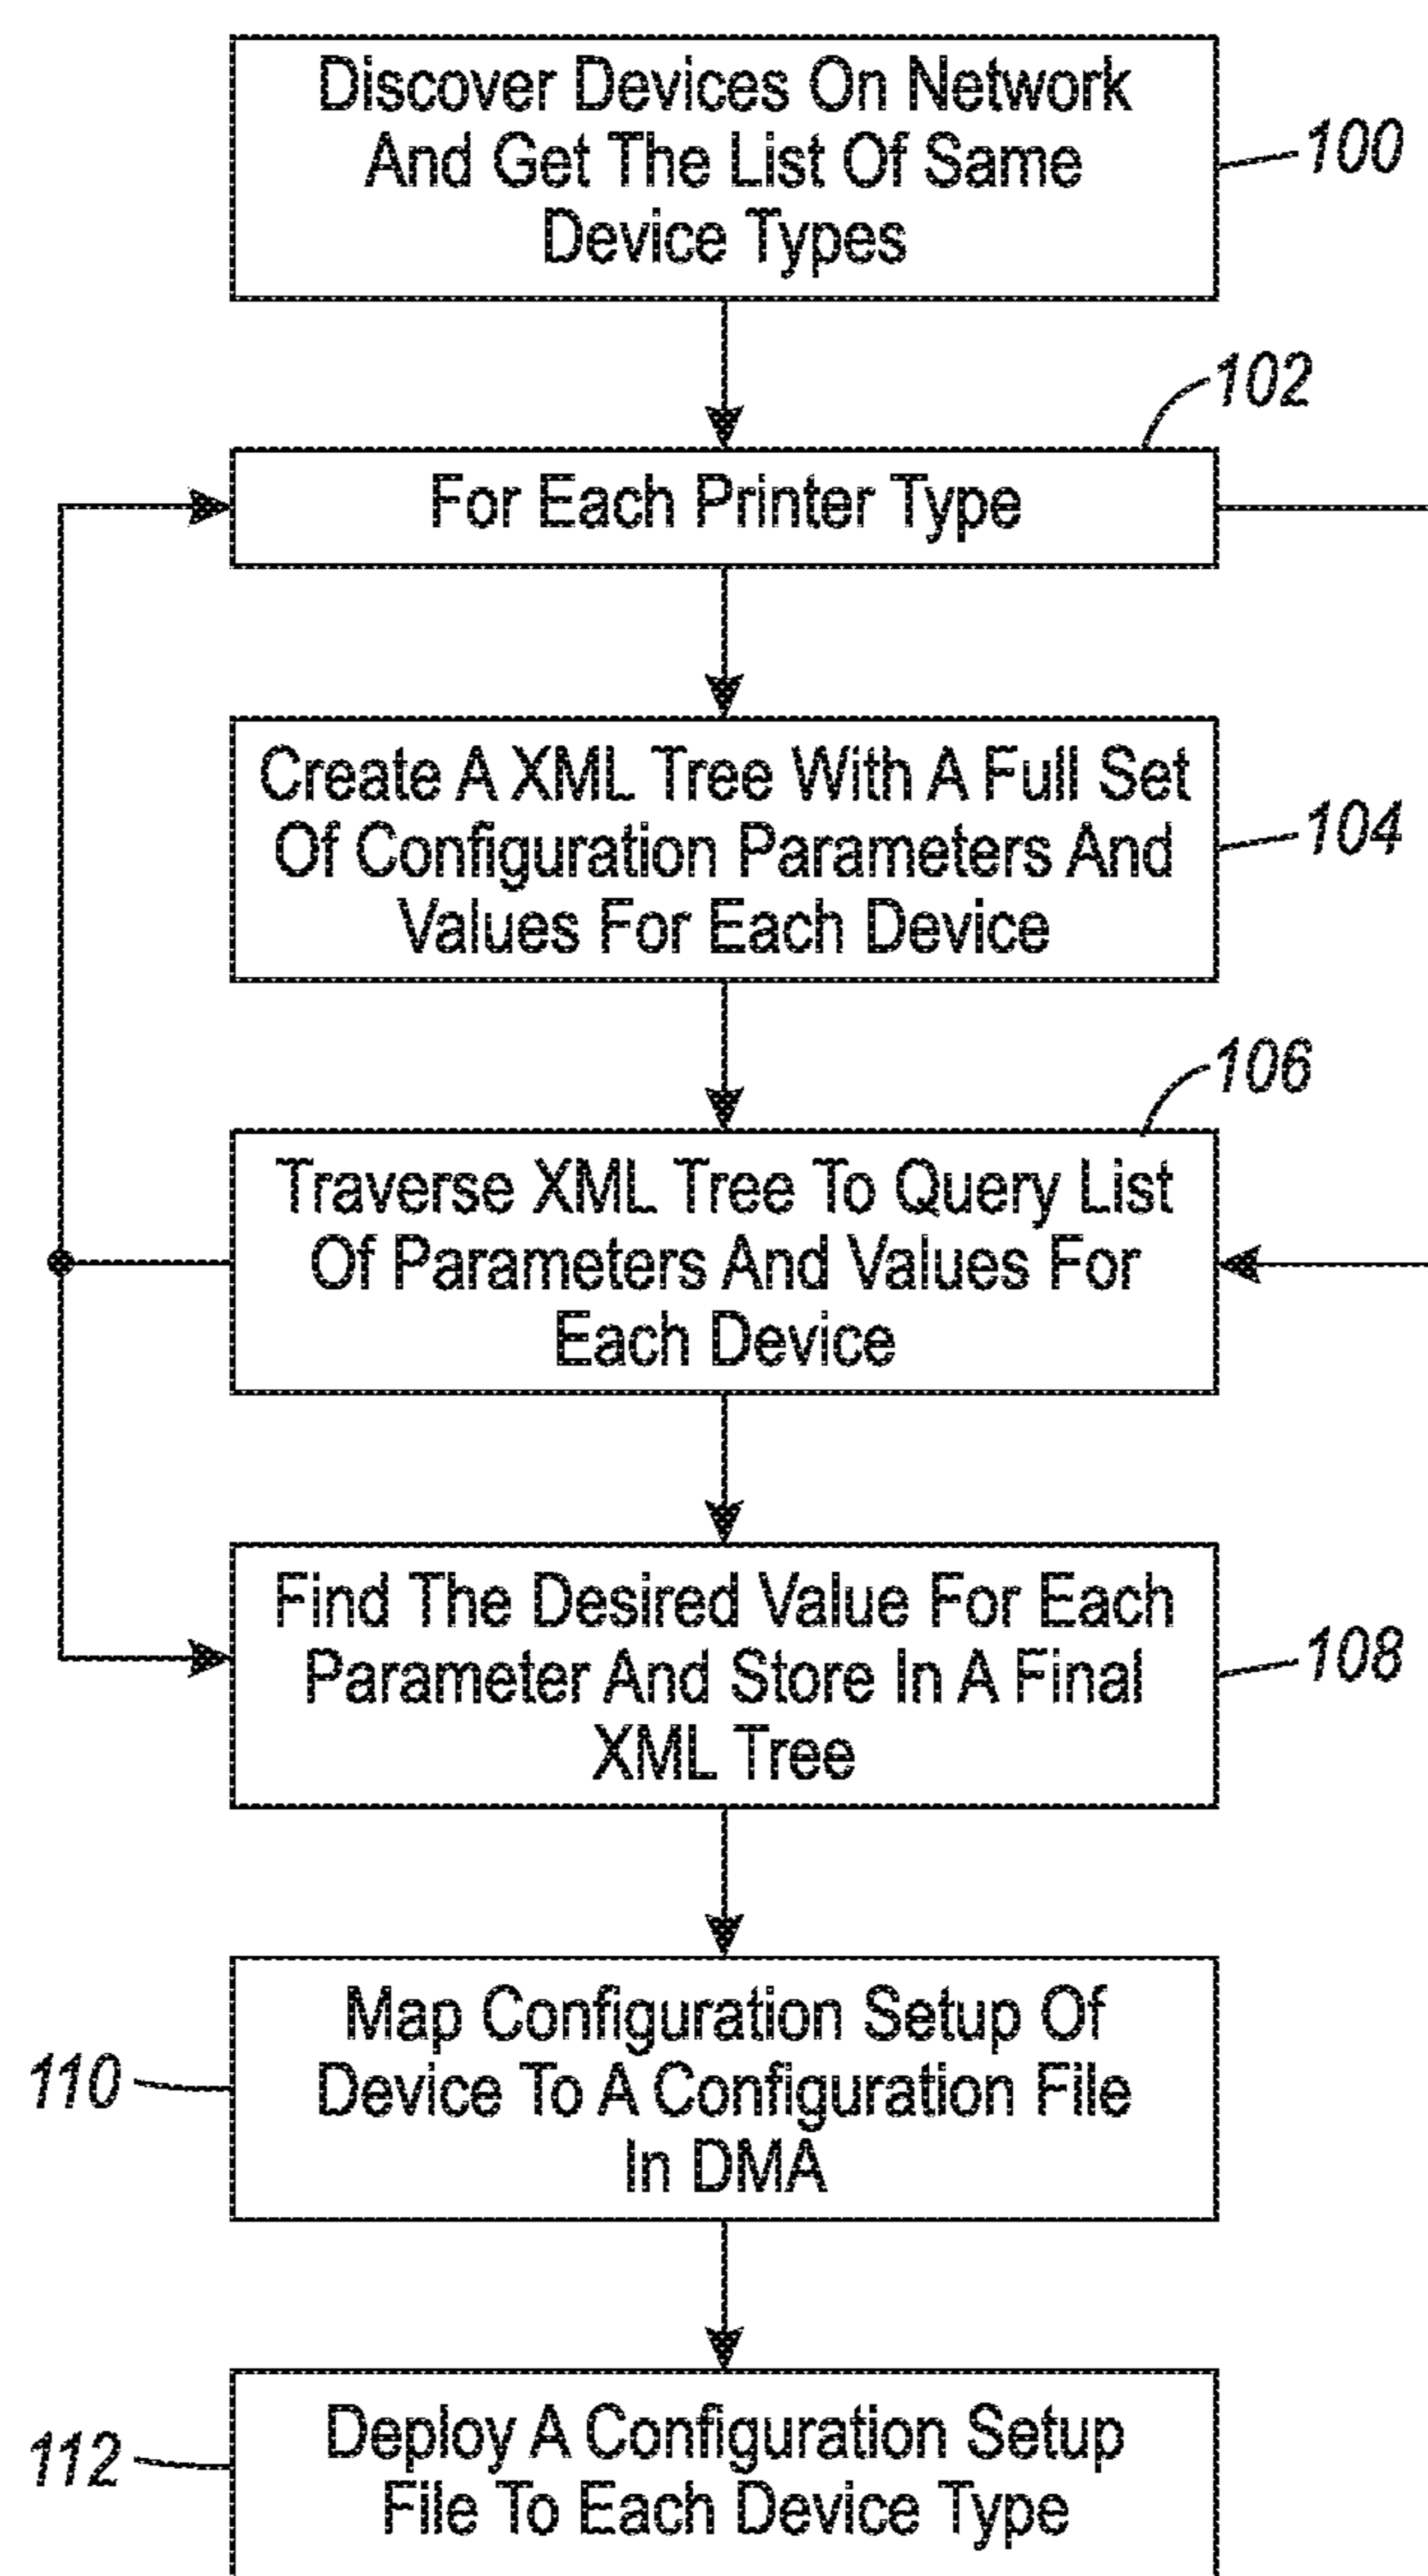 Discover Devices On Network
And Get The List Of Same
Device Types
100
102
For Each Printer Type
Create A XML Tree With A Full Set
Of Configuration Parameters And
Values For Each Device
104
106
Traverse XML Tree To Query List
Of Parameters And Values For
Each Device
Find The Desired Value For Each
Parameter And Store In A Final
XML Tree
108
Map Configuration Setup Of
Device To A Configuration File
In DMA
110
Deploy A Configuration Setup
File To Each Device Type
112